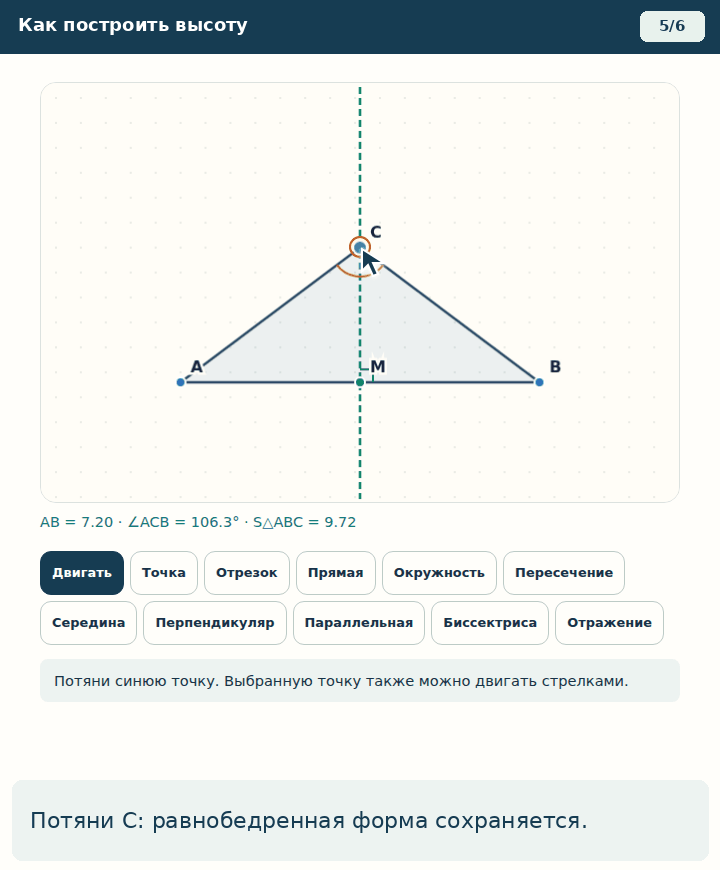 Как построить высоту
5/6
C
A
M
B
AB = 7.20 · ∠ACB = 106.3° · S△ABC = 9.72
Двигать
Точка
Отрезок
Прямая
Окружность
Пересечение
Середина
Перпендикуляр
Параллельная
Биссектриса
Отражение
Потяни синюю точку. Выбранную точку также можно двигать стрелками.
Потяни C: равнобедренная форма сохраняется.